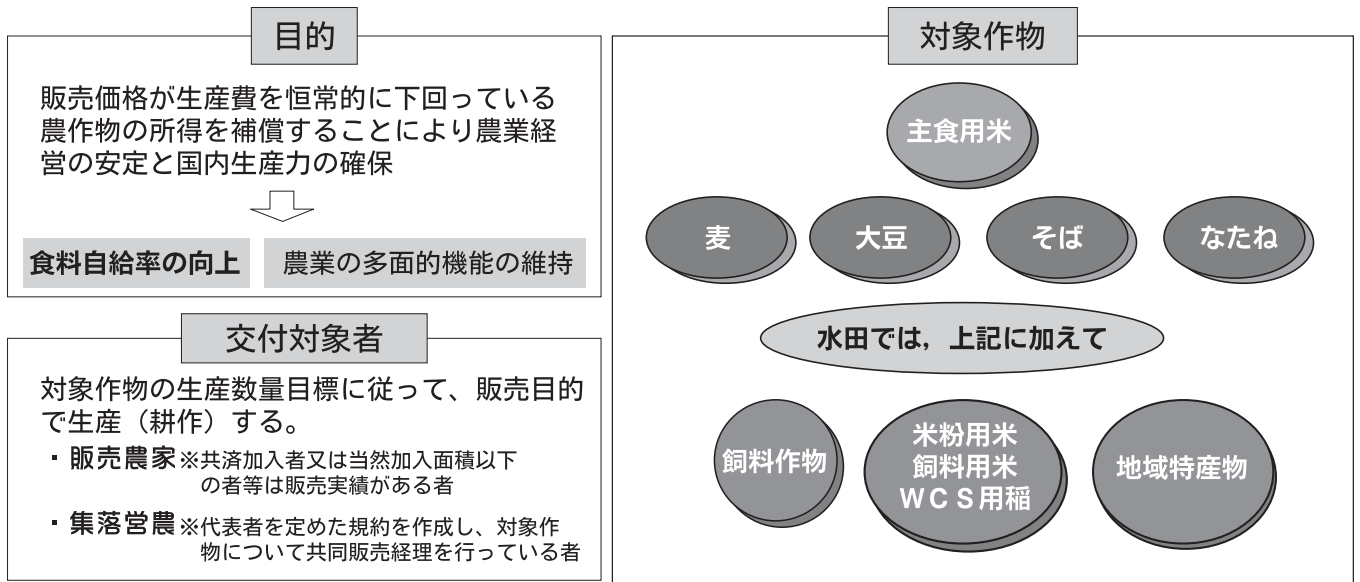 目的
販売価格が生産費を恒常的に下回っている
農作物の所得を補償することにより農業経
営の安定と国内生産力の確保
食料自給率の向上
農業の多面的機能の維持
交付対象者
対象作物の生産数量目標に従って、販売目的
で生産（耕作）する。
・販売農家※共済加入者又は当然加入面積以下
の者等は販売実績がある者
・集落営農※代表者を定めた規約を作成し、対象作
物について共同販売経理を行っている者
対象作物
主食用米
麦
大豆
そば
なたね
水田では，上記に加えて
飼料作物
米粉用米
飼料用米
ＷＣＳ用稲
地域特産物